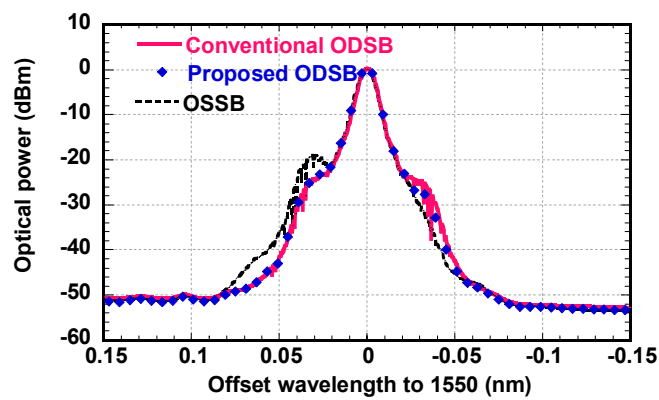 Conventional ODSB
Proposed ODSB
OSSB
10
0
-10
-20
-30
-40
-50
-60
Optical power (dBm)
0.15 0.1 0.05 0 -0.05 -0.1 -0.15
Offset wavelength to 1550 (nm)